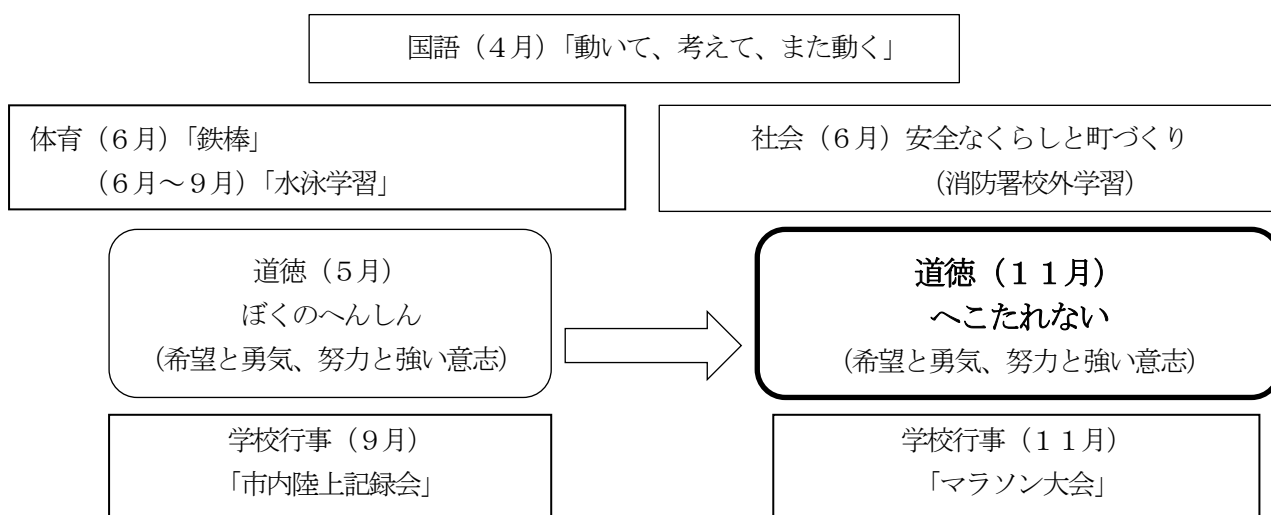 国語（４月）「動いて、考えて、また動く」
体育（６月）「鉄棒」
（６月～９月）「水泳学習」
社会（６月）安全なくらしと町づくり
（消防署校外学習）
道徳（５月）
ぼくのへんしん
（希望と勇気、努力と強い意志）
道徳（１１月）
へこたれない
（希望と勇気、努力と強い意志）
学校行事（９月）
「市内陸上記録会」
学校行事（１１月）
「マラソン大会」